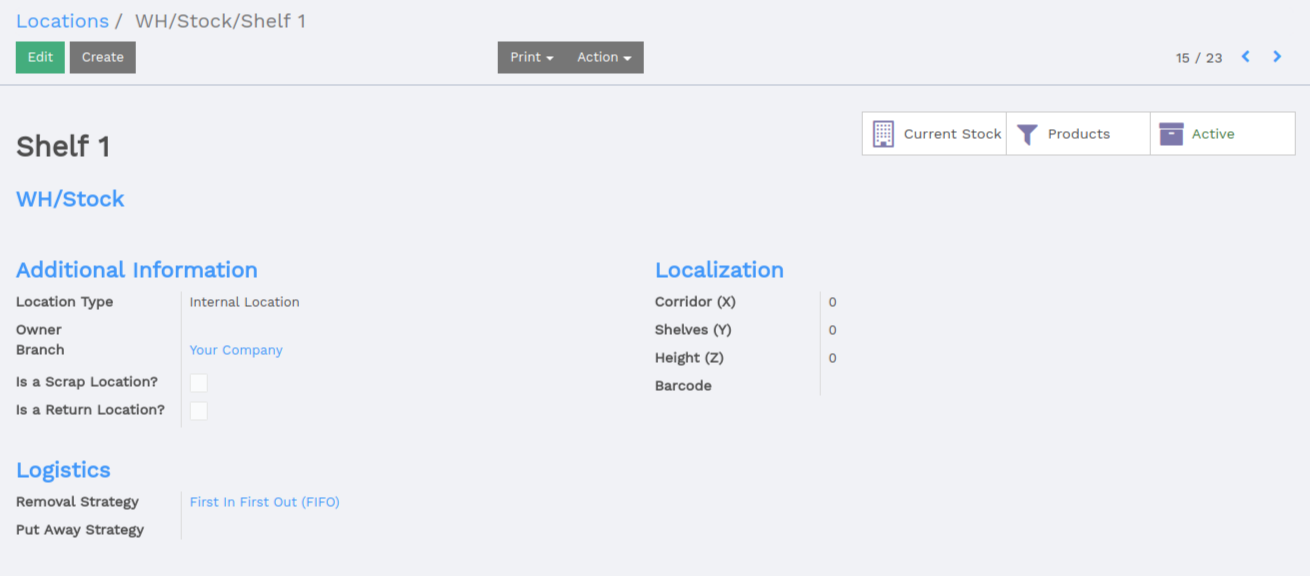 Locations / WH/Stock/Shelf 1
Edit Create Print Action 15 / 23
Current Stock Products Active
Shelf 1
WH/Stock
Additional Information
Location Type Internal Location
Owner
Branch Your Company
Is a Scrap Location?
Is a Return Location?
Localization
Corridor (X) 0
Shelves (Y) 0
Height (Z) 0
Barcode
Logistics
Removal Strategy First In First Out (FIFO)
Put Away Strategy